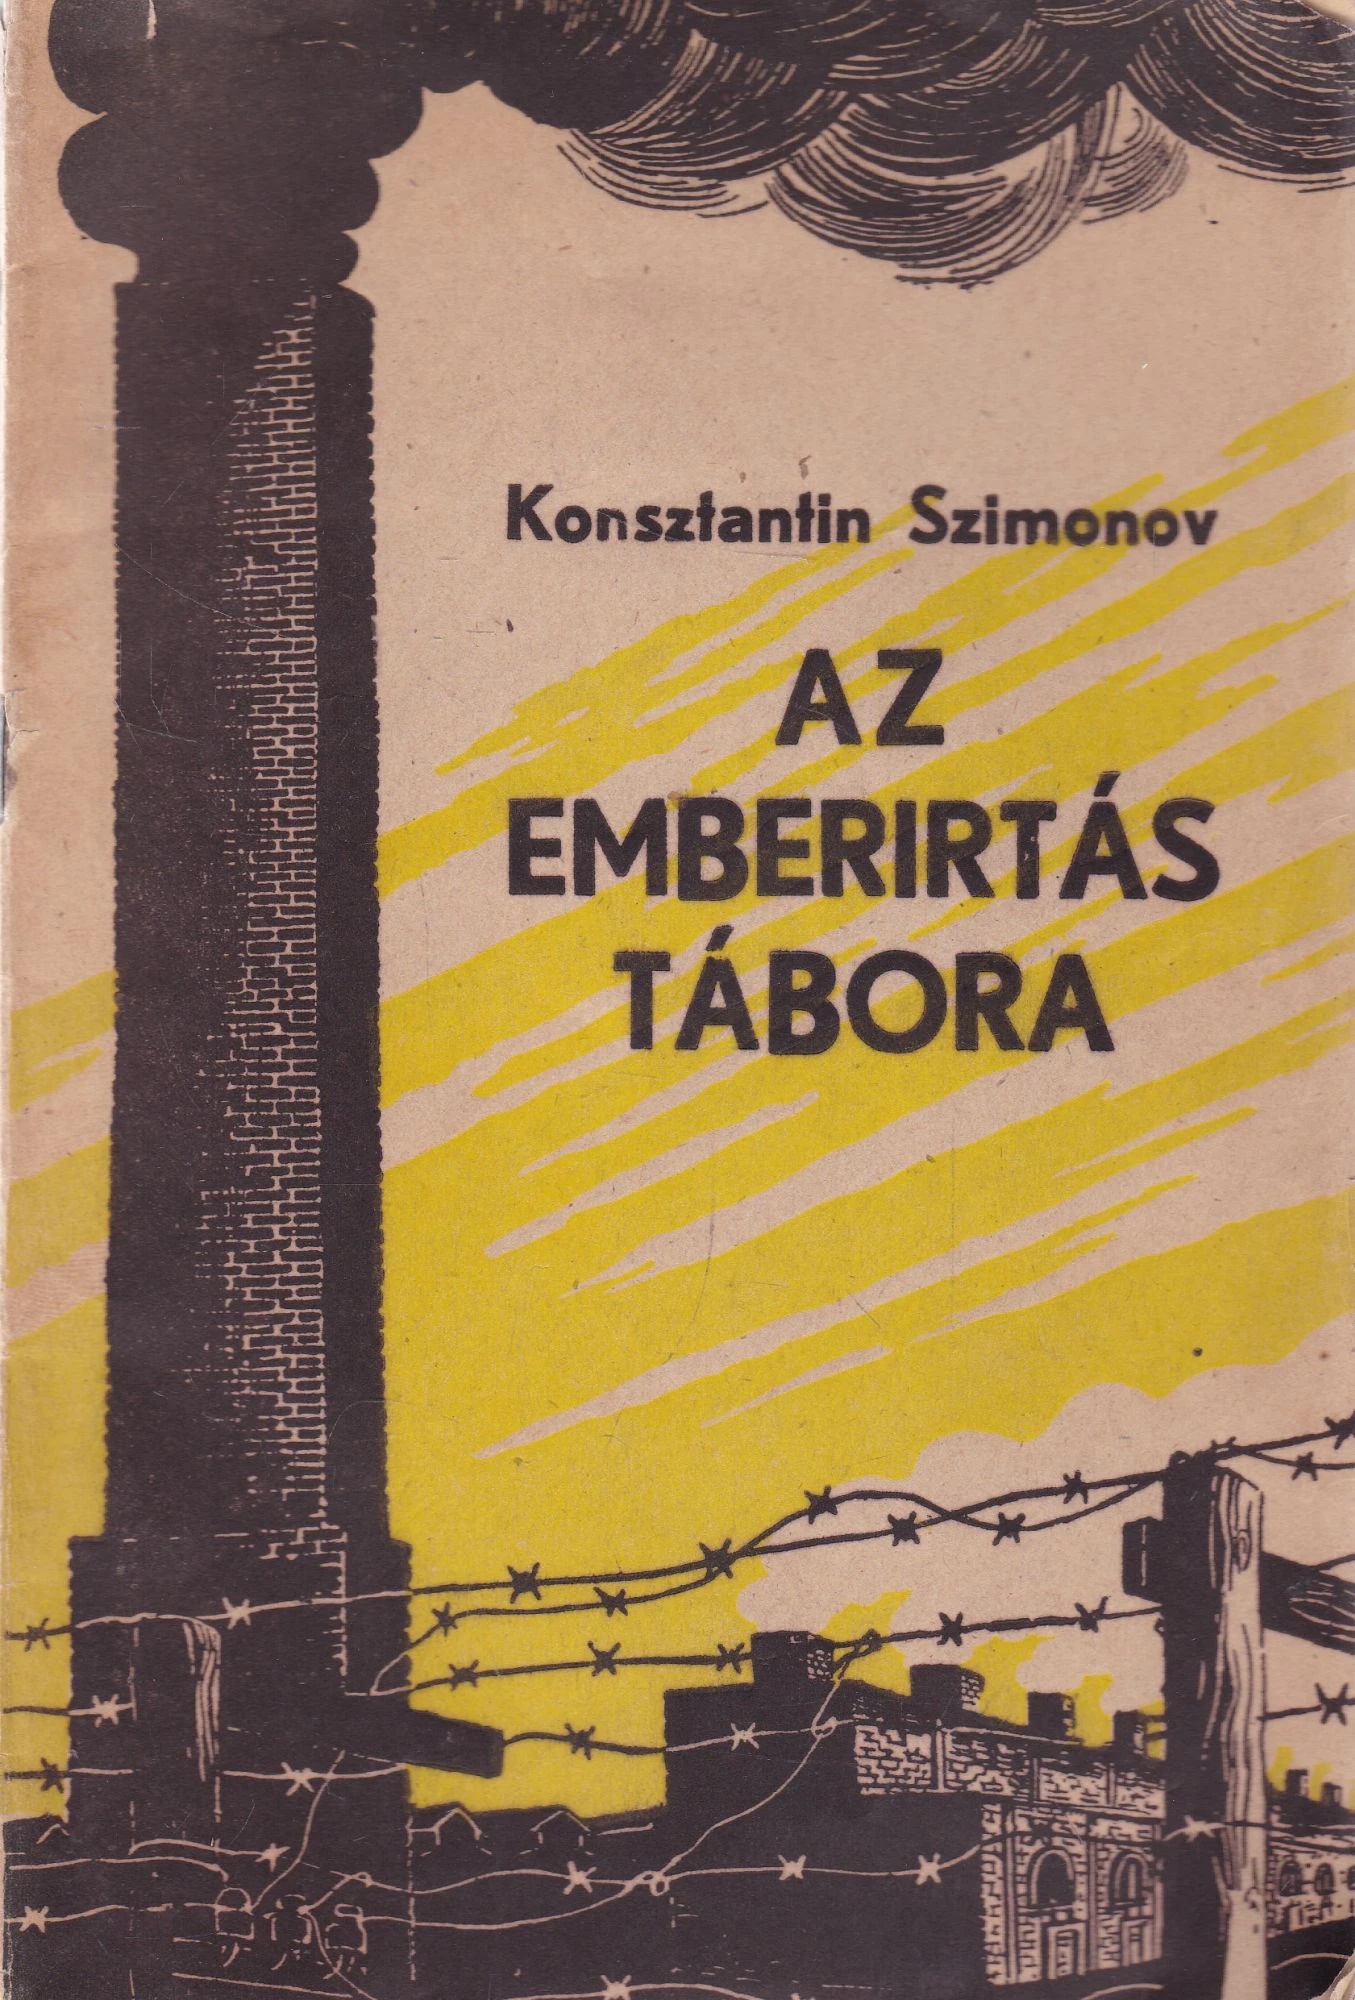 Konsztantin Szimonov
AZ
EMBERIRTÁS
TÁBORA